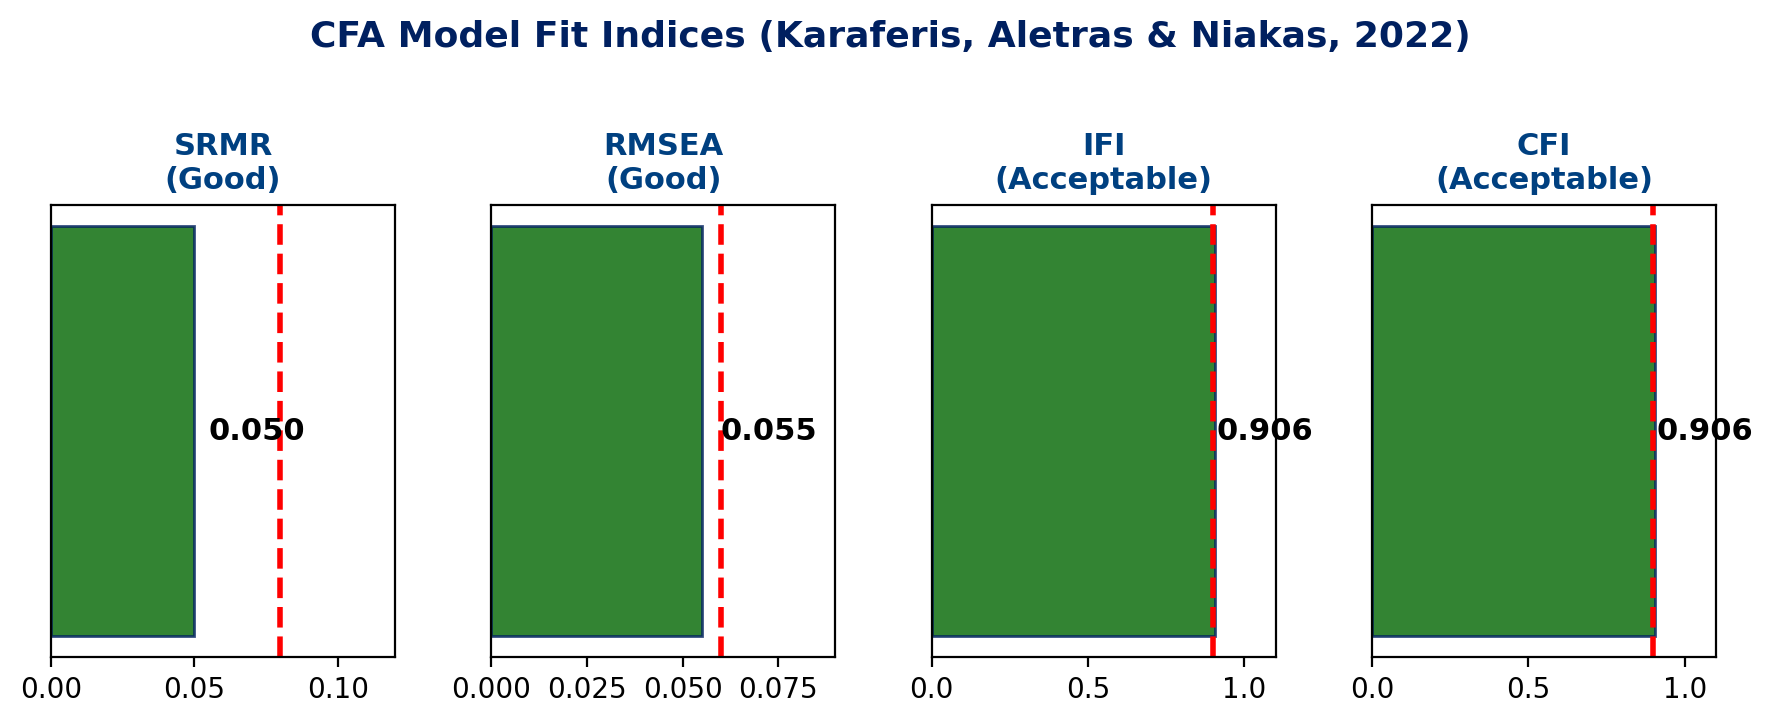 CFA Model Fit Indices (Karaferis, Aletras & Niakas, 2022)
SRMR
(Good)
RMSEA
(Good)
IFI
(Acceptable)
CFI
(Acceptable)
0.050
0.055
0.906
0.906
0.00 0.05 0.10
0.000 0.025 0.050 0.075
0.0 0.5 1.0
0.0 0.5 1.0